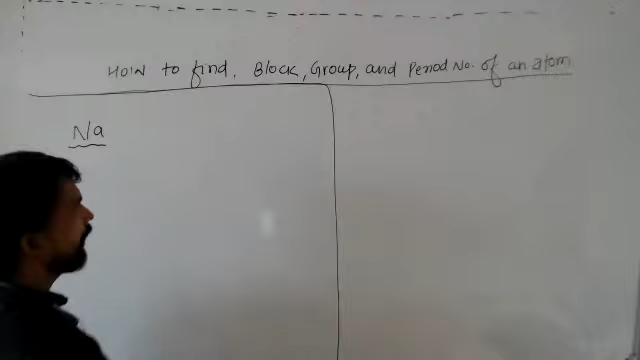 HOW to find, Block, Group, and Period No. of an atom
Na